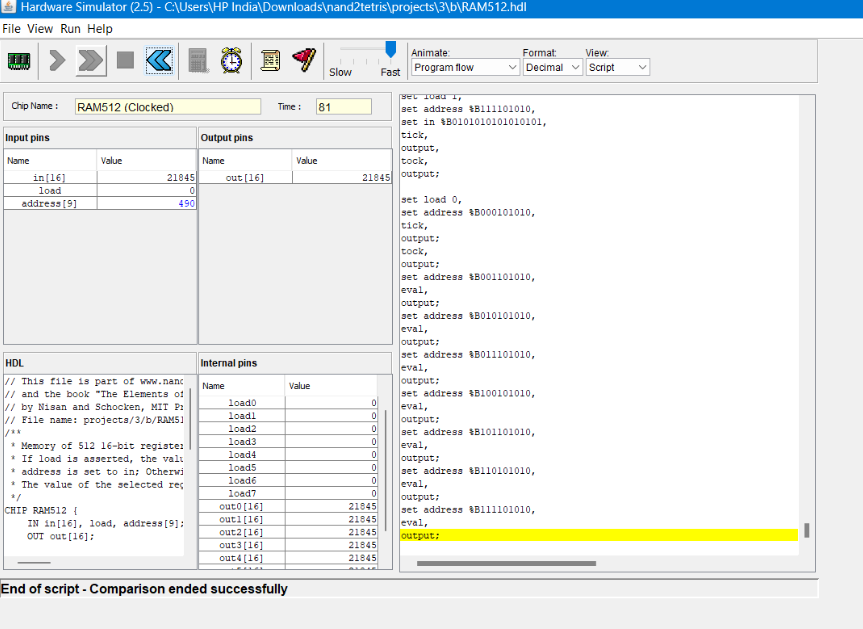 Hardware Simulator (2.5) - C:\Users\HP India\Downloads\nand2tetris\projects\3\b\RAM512.hdl
File View Run Help
Slow Fast
Animate:
Program flow
Format:
Decimal
View:
Script
Chip Name :
RAM512 (Clocked)
Time :
81
Input pins
Name Value
in[16] 21845
load 0
address[9] 490
Output pins
Name Value
out[16] 21845
HDL
// This file is part of www.nand
// and the book "The Elements of
// by Nisan and Schocken, MIT P
// File name: projects/3/b/RAM51
/**
* Memory of 512 16-bit register
* If load is asserted, the valu
* address is set to in; Otherwi
* The value of the selected reg
*/
CHIP RAM512 {
IN in[16], load, address[9];
OUT out[16];
Internal pins
Name Value
load0 0
load1 0
load2 0
load3 0
load4 0
load5 0
load6 0
load7 0
out0[16] 21845
out1[16] 21845
out2[16] 21845
out3[16] 21845
out4[16] 21845
set load 1,
set address %B111101010,
set in %B0101010101010101,
tick,
output,
tock,
output;
set load 0,
set address %B000101010,
tick,
output;
tock,
output;
set address %B001101010,
eval,
output;
set address %B010101010,
eval,
output;
set address %B011101010,
eval,
output;
set address %B100101010,
eval,
output;
set address %B101101010,
eval,
output;
set address %B110101010,
eval,
output;
set address %B111101010,
eval,
output;
End of script - Comparison ended successfully